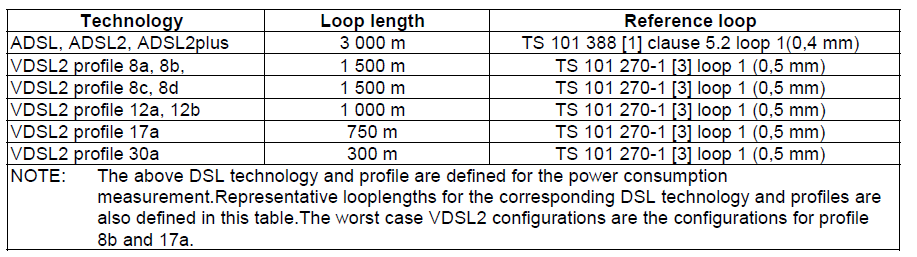 Technology Loop length Reference loop
ADSL, ADSL2, ADSL2plus 3 000 m TS 101 388 [1] clause 5.2 loop 1(0,4 mm)
VDSL2 profile 8a, 8b, 1 500 m TS 101 270-1 [3] loop 1 (0,5 mm)
VDSL2 profile 8c, 8d 1 500 m TS 101 270-1 [3] loop 1 (0,5 mm)
VDSL2 profile 12a, 12b 1 000 m TS 101 270-1 [3] loop 1 (0,5 mm)
VDSL2 profile 17a 750 m TS 101 270-1 [3] loop 1 (0,5 mm)
VDSL2 profile 30a 300 m TS 101 270-1 [3] loop 1 (0,5 mm)
NOTE: The above DSL technology and profile are defined for the power consumption
measurement.Representative looplengths for the corresponding DSL technology and profiles are
also defined in this table.The worst case VDSL2 configurations are the configurations for profile
8b and 17a.